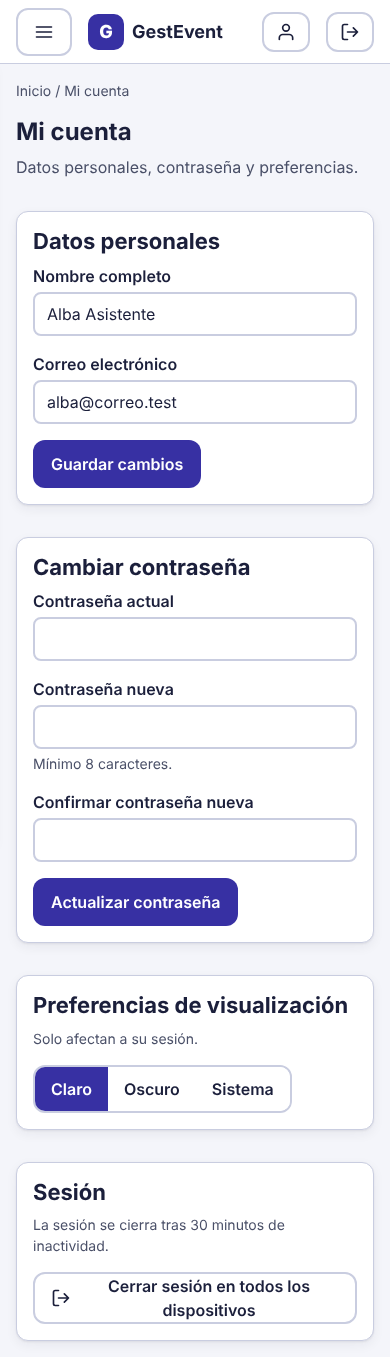 G GestEvent
Inicio / Mi cuenta
Mi cuenta
Datos personales, contraseña y preferencias.
Datos personales
Nombre completo
Alba Asistente
Correo electrónico
alba@correo.test
Guardar cambios
Cambiar contraseña
Contraseña actual
Contraseña nueva
Mínimo 8 caracteres.
Confirmar contraseña nueva
Actualizar contraseña
Preferencias de visualización
Solo afectan a su sesión.
Claro Oscuro Sistema
Sesión
La sesión se cierra tras 30 minutos de
inactividad.
Cerrar sesión en todos los
dispositivos